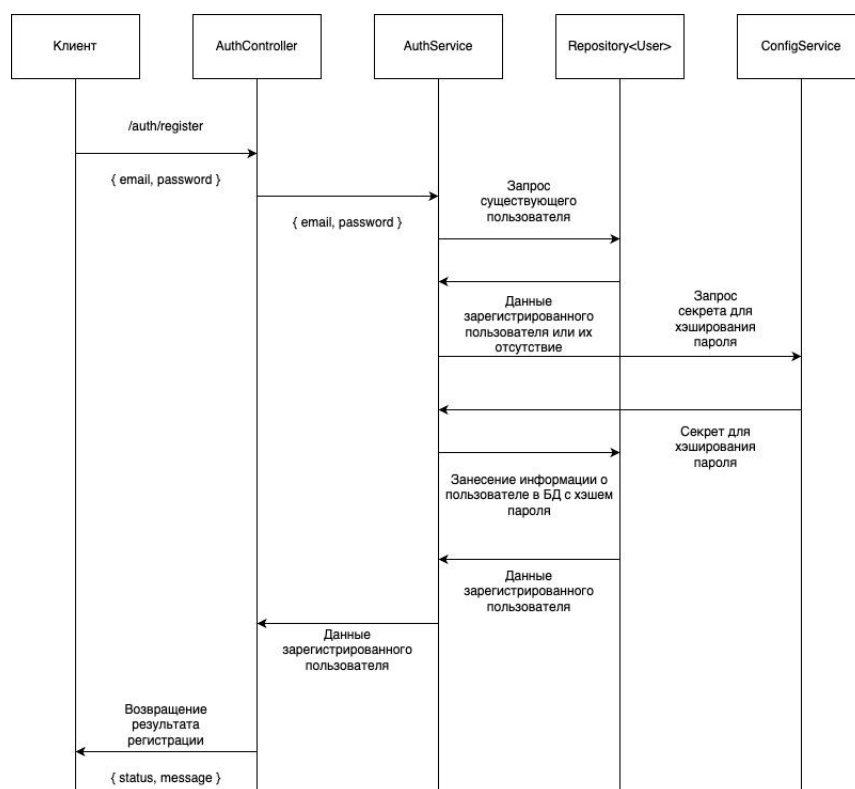 Клиент
AuthController
AuthService
Repository<User>
ConfigService
/auth/register
{ email, password }
{ email, password }
Запрос
существующего
пользователя
Данные
зарегистрированного
пользователя или их
отсутствие
Запрос
секрета для
хэширования
пароля
Секрет для
хэширования
пароля
Занесение информации о
пользователе в БД с хэшем
пароля
Данные
зарегистрированного
пользователя
Данные
зарегистрированного
пользователя
Возвращение
результата
регистрации
{ status, message }